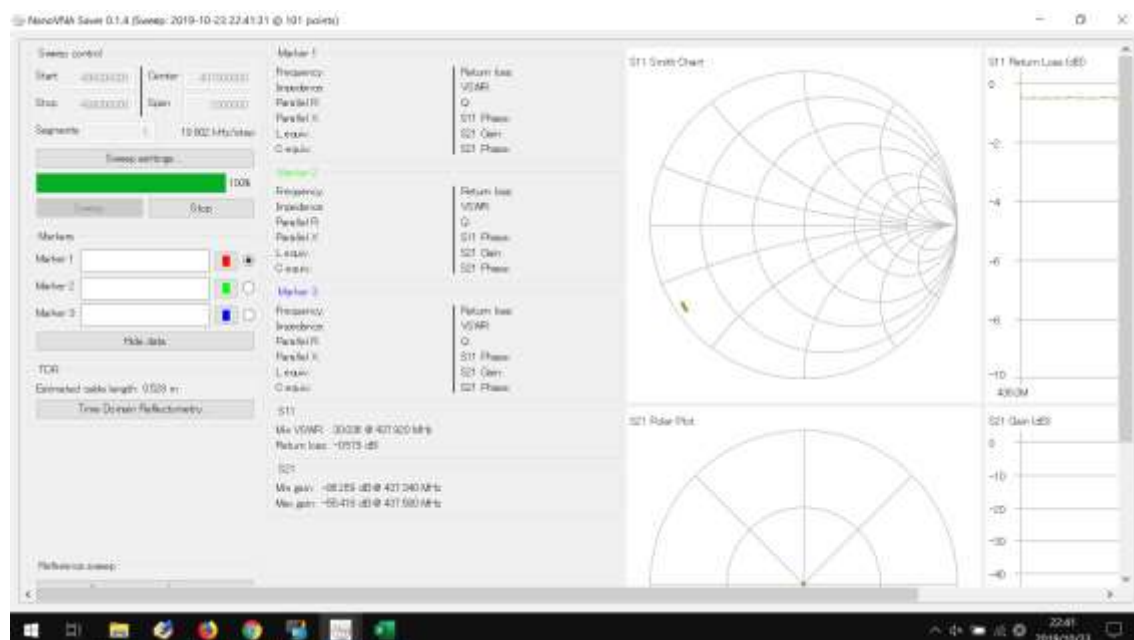 NanoVNA Saver 0.1.4 (Sweep: 2019-10-23 22:41:31 @ 101 points)
Sweep control
Start
Center
Stop
Span
Segments
1
Sweep settings...
100%
Sweep
Stop
Markers
Marker 1
Marker 2
Marker 3
Hide data
TDR
Estimated cable length:
Time Domain Reflectometry...
Reference sweep
Marker 1
Frequency:
Impedance:
Parallel R:
Parallel X:
L equiv.:
C equiv.:
Return loss:
VSWR:
Q:
S11 Phase:
S21 Gain:
S21 Phase:
Marker 2
Frequency:
Impedance:
Parallel R:
Parallel X:
L equiv.:
C equiv.:
Return loss:
VSWR:
Q:
S11 Phase:
S21 Gain:
S21 Phase:
Marker 3
Frequency:
Impedance:
Parallel R:
Parallel X:
L equiv.:
C equiv.:
Return loss:
VSWR:
Q:
S11 Phase:
S21 Gain:
S21 Phase:
S11
Min VSWR:
Return loss:
S21
Min gain:
Max gain:
S11 Smith Chart
S11 Return Loss (dB)
0
-2
-4
-6
-8
-10
S21 Polar Plot
S21 Gain (dB)
0
-10
-20
-30
-40
22:41
2019/10/23